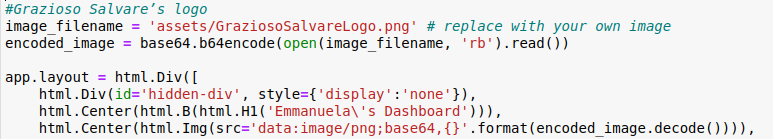 #Grazioso Salvare’s logo
image_filename = 'assets/GraziosoSalvareLogo.png' # replace with your own image
encoded_image = base64.b64encode(open(image_filename, 'rb').read())
app.layout = html.Div([
    html.Div(id='hidden-div', style={'display':'none'}),
    html.Center(html.B(html.H1('Emmanuela\'s Dashboard'))),
    html.Center(html.Img(src='data:image/png;base64,{}'.format(encoded_image.decode()))),